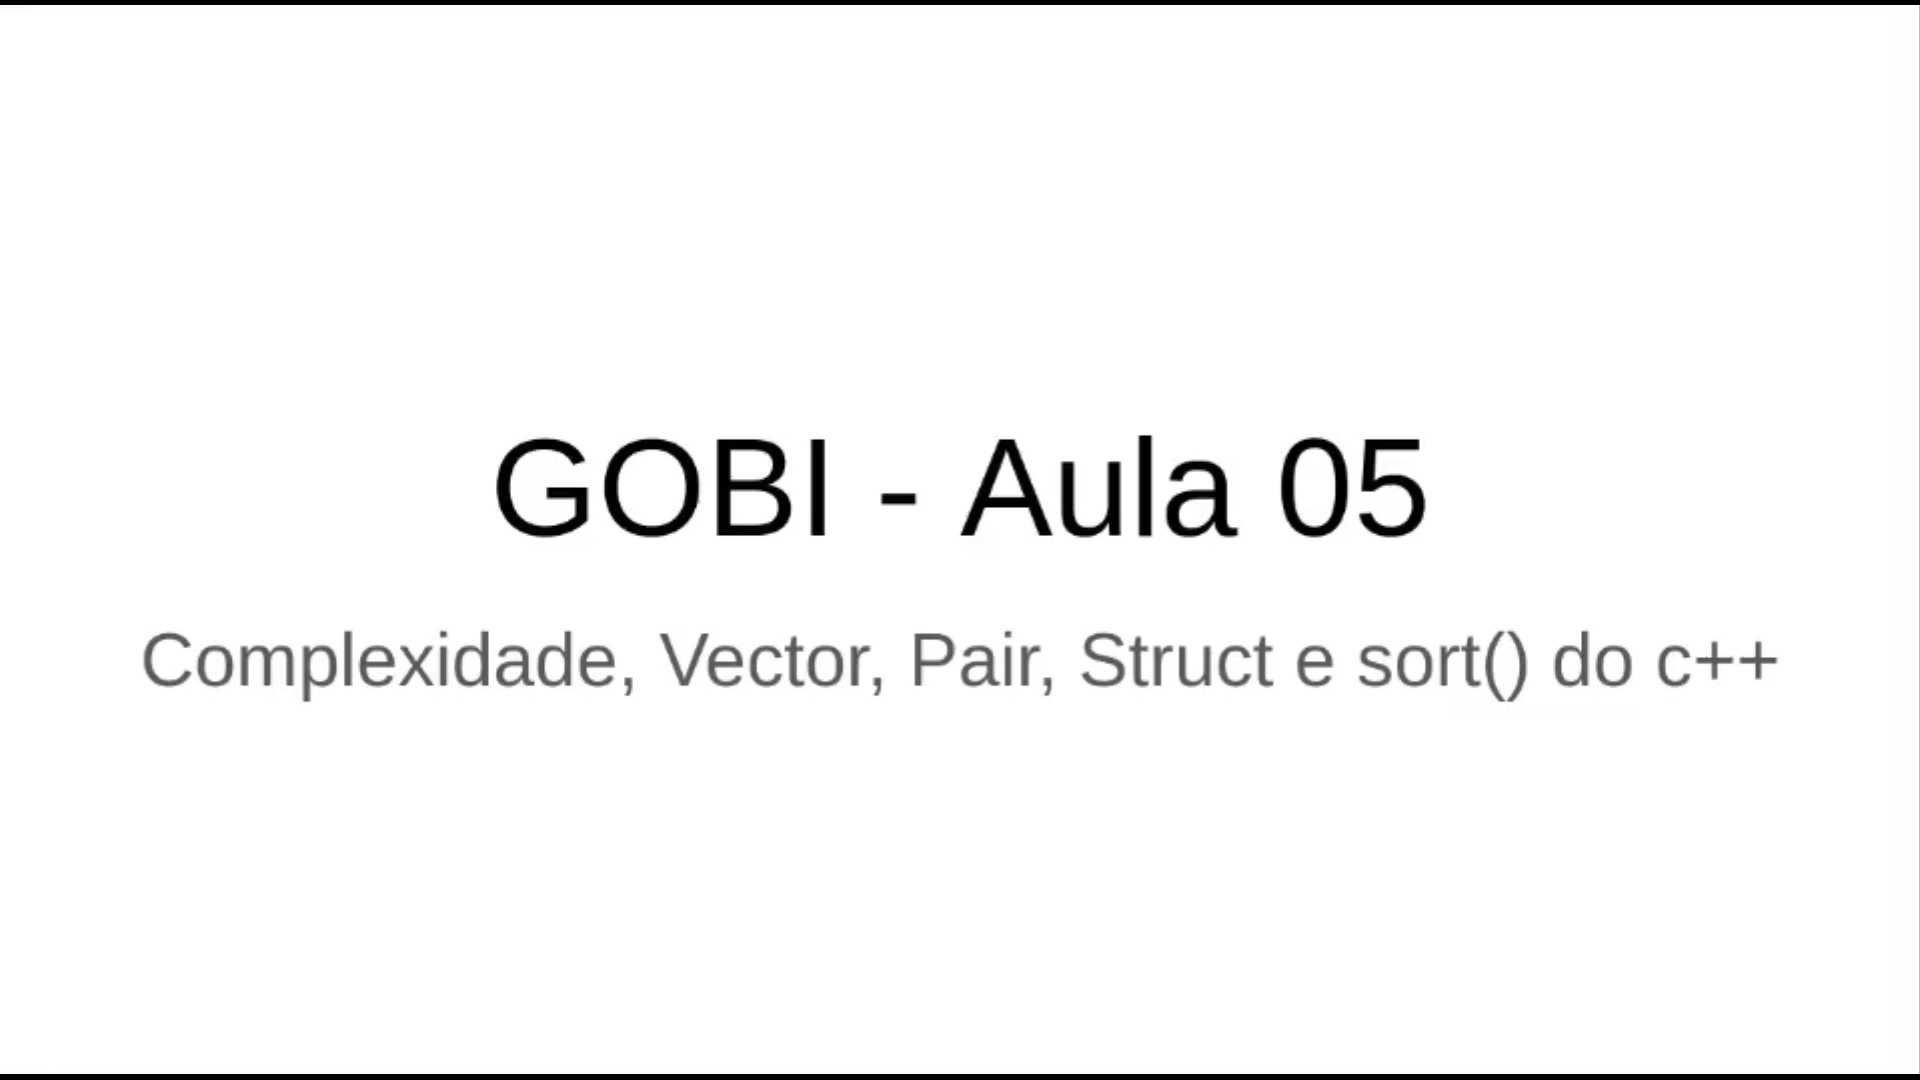 GOBI - Aula 05
Complexidade, Vector, Pair, Struct e sort() do c++